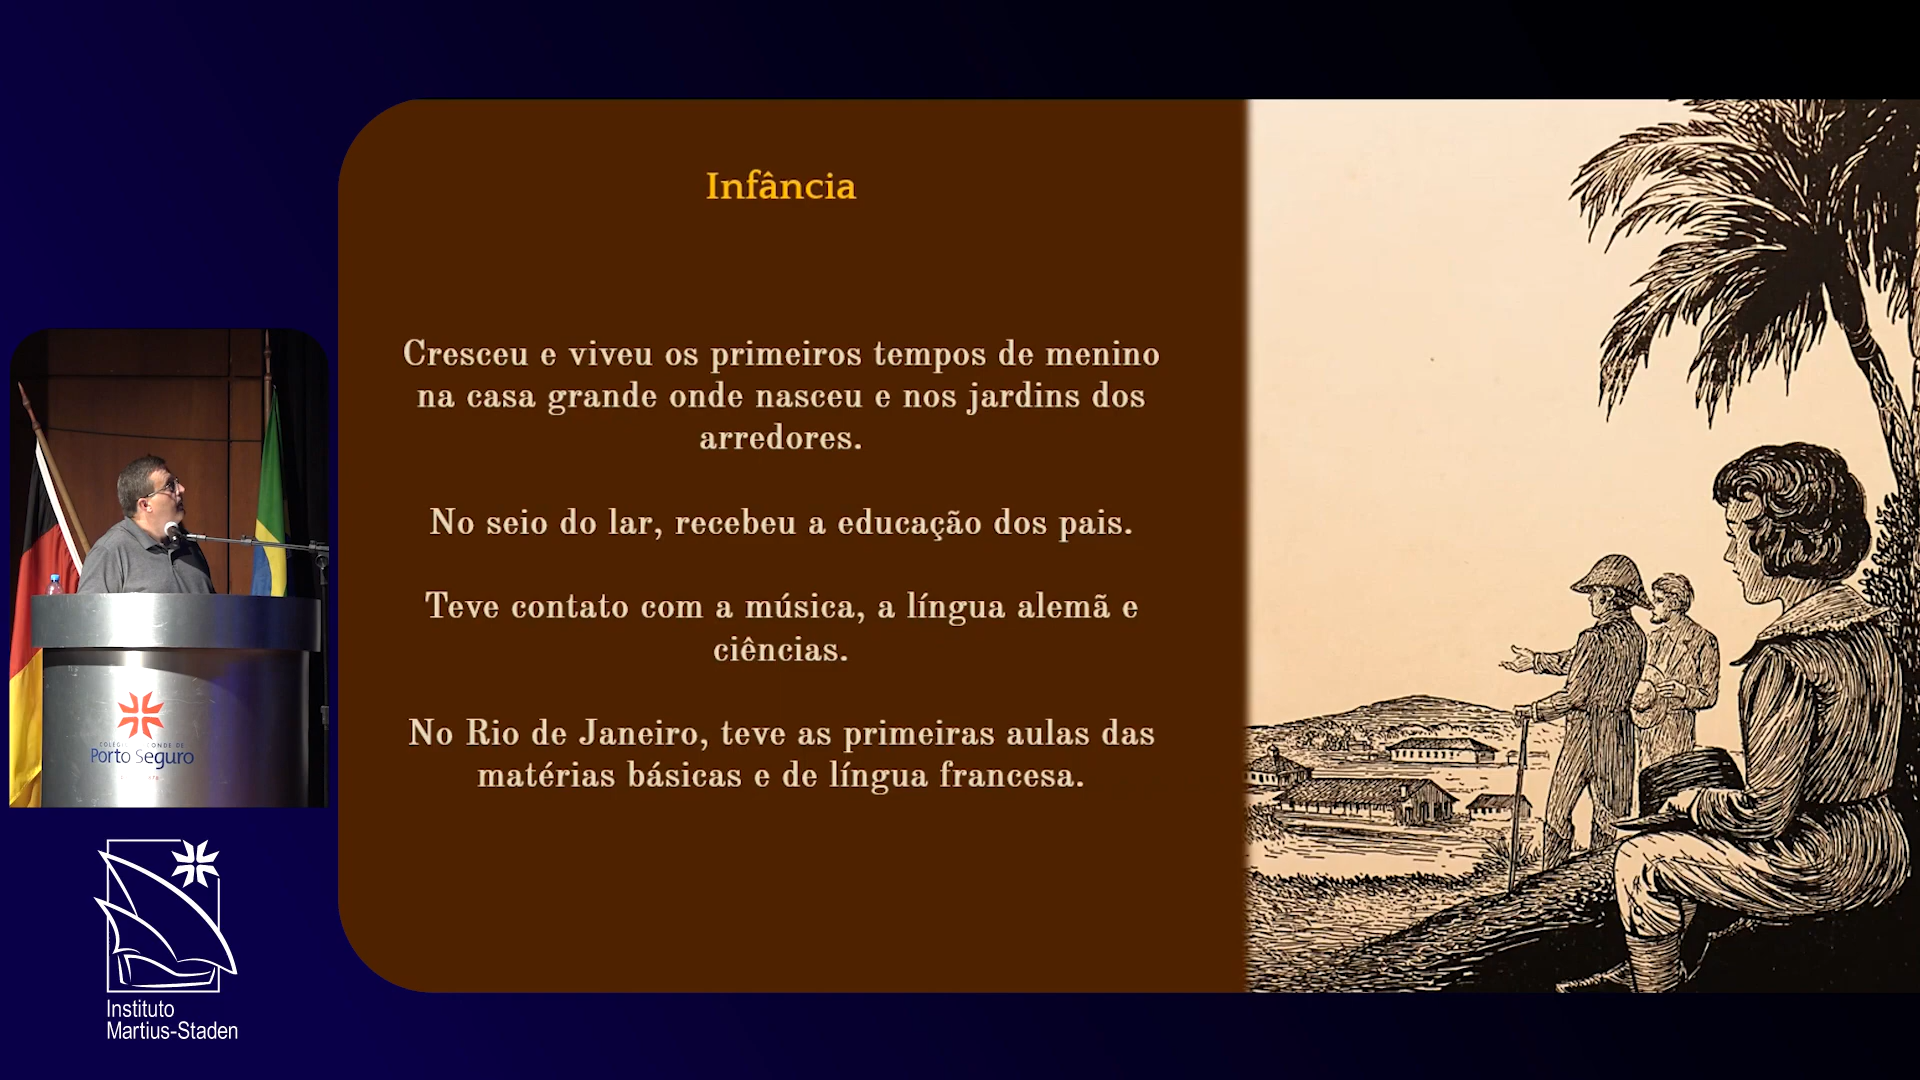 Infância
Cresceu e viveu os primeiros tempos de menino
na casa grande onde nasceu e nos jardins dos
arredores.
No seio do lar, recebeu a educação dos pais.
Teve contato com a música, a língua alemã e
ciências.
No Rio de Janeiro, teve as primeiras aulas das
matérias básicas e de língua francesa.
Porto Seguro
Instituto
Martius-Staden